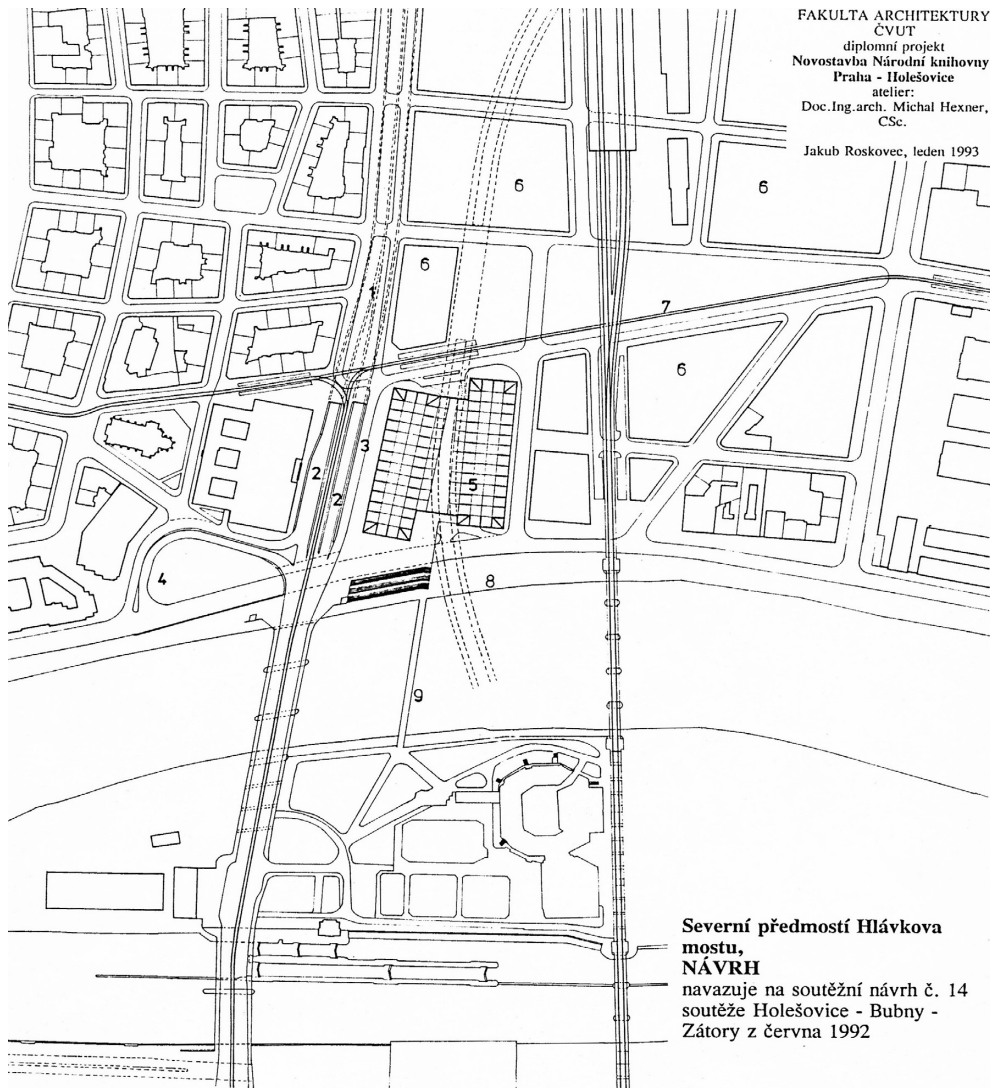 FAKULTA ARCHITEKTURY
ČVUT
diplomní projekt
Novostavba Národní knihovny
Praha - Holešovice
atelier:
Doc.Ing.arch. Michal Hexner,
CSc.
Jakub Roskovec, leden 1993
6
6
6
1
7
6
3
2
5
2
4
8
9
Severní předmostí Hlávkova
mostu,
NÁVRH
navazuje na soutěžní návrh č. 14
soutěže Holešovice - Bubny -
Zátory z června 1992